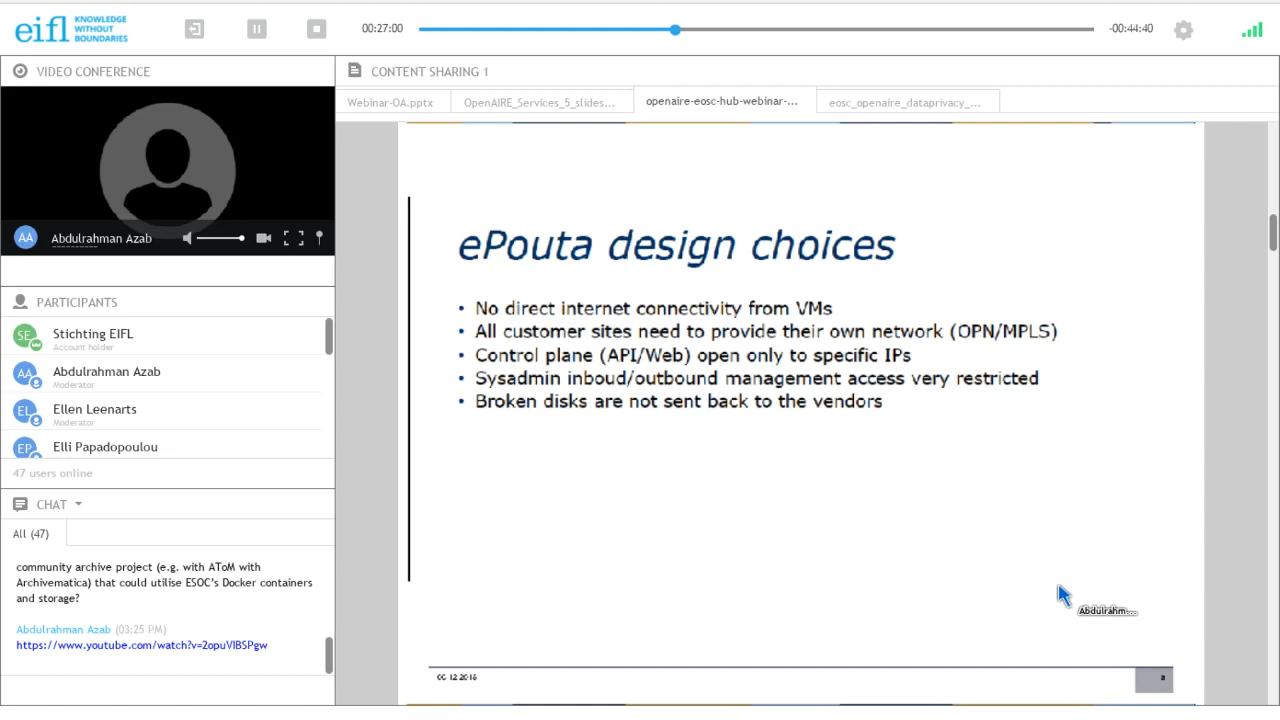 eifl KNOWLEDGE
WITHOUT
BOUNDARIES
00:27:00
-00:44:40
VIDEO CONFERENCE
CONTENT SHARING 1
Webinar-OA.pptx
OpenAIRE_Services_5_slides...
openaire-eosc-hub-webinar-...
eosc_openaire_dataprivacy_...
AA Abdulrahman Azab
PARTICIPANTS
SE Stichting EIFL
Account holder
AA Abdulrahman Azab
Moderator
EL Ellen Leenarts
Moderator
EP Elli Papadopoulou
47 users online
CHAT
All (47)
community archive project (e.g. with AToM with
Archivematica) that could utilise ESOC's Docker containers
and storage?
Abdulrahman Azab (03:25 PM)
https://www.youtube.com/watch?v=2opuVIBSPgw
ePouta design choices
• No direct internet connectivity from VMs
• All customer sites need to provide their own network (OPN/MPLS)
• Control plane (API/Web) open only to specific IPs
• Sysadmin inboud/outbound management access very restricted
• Broken disks are not sent back to the vendors
Abdulrahm...